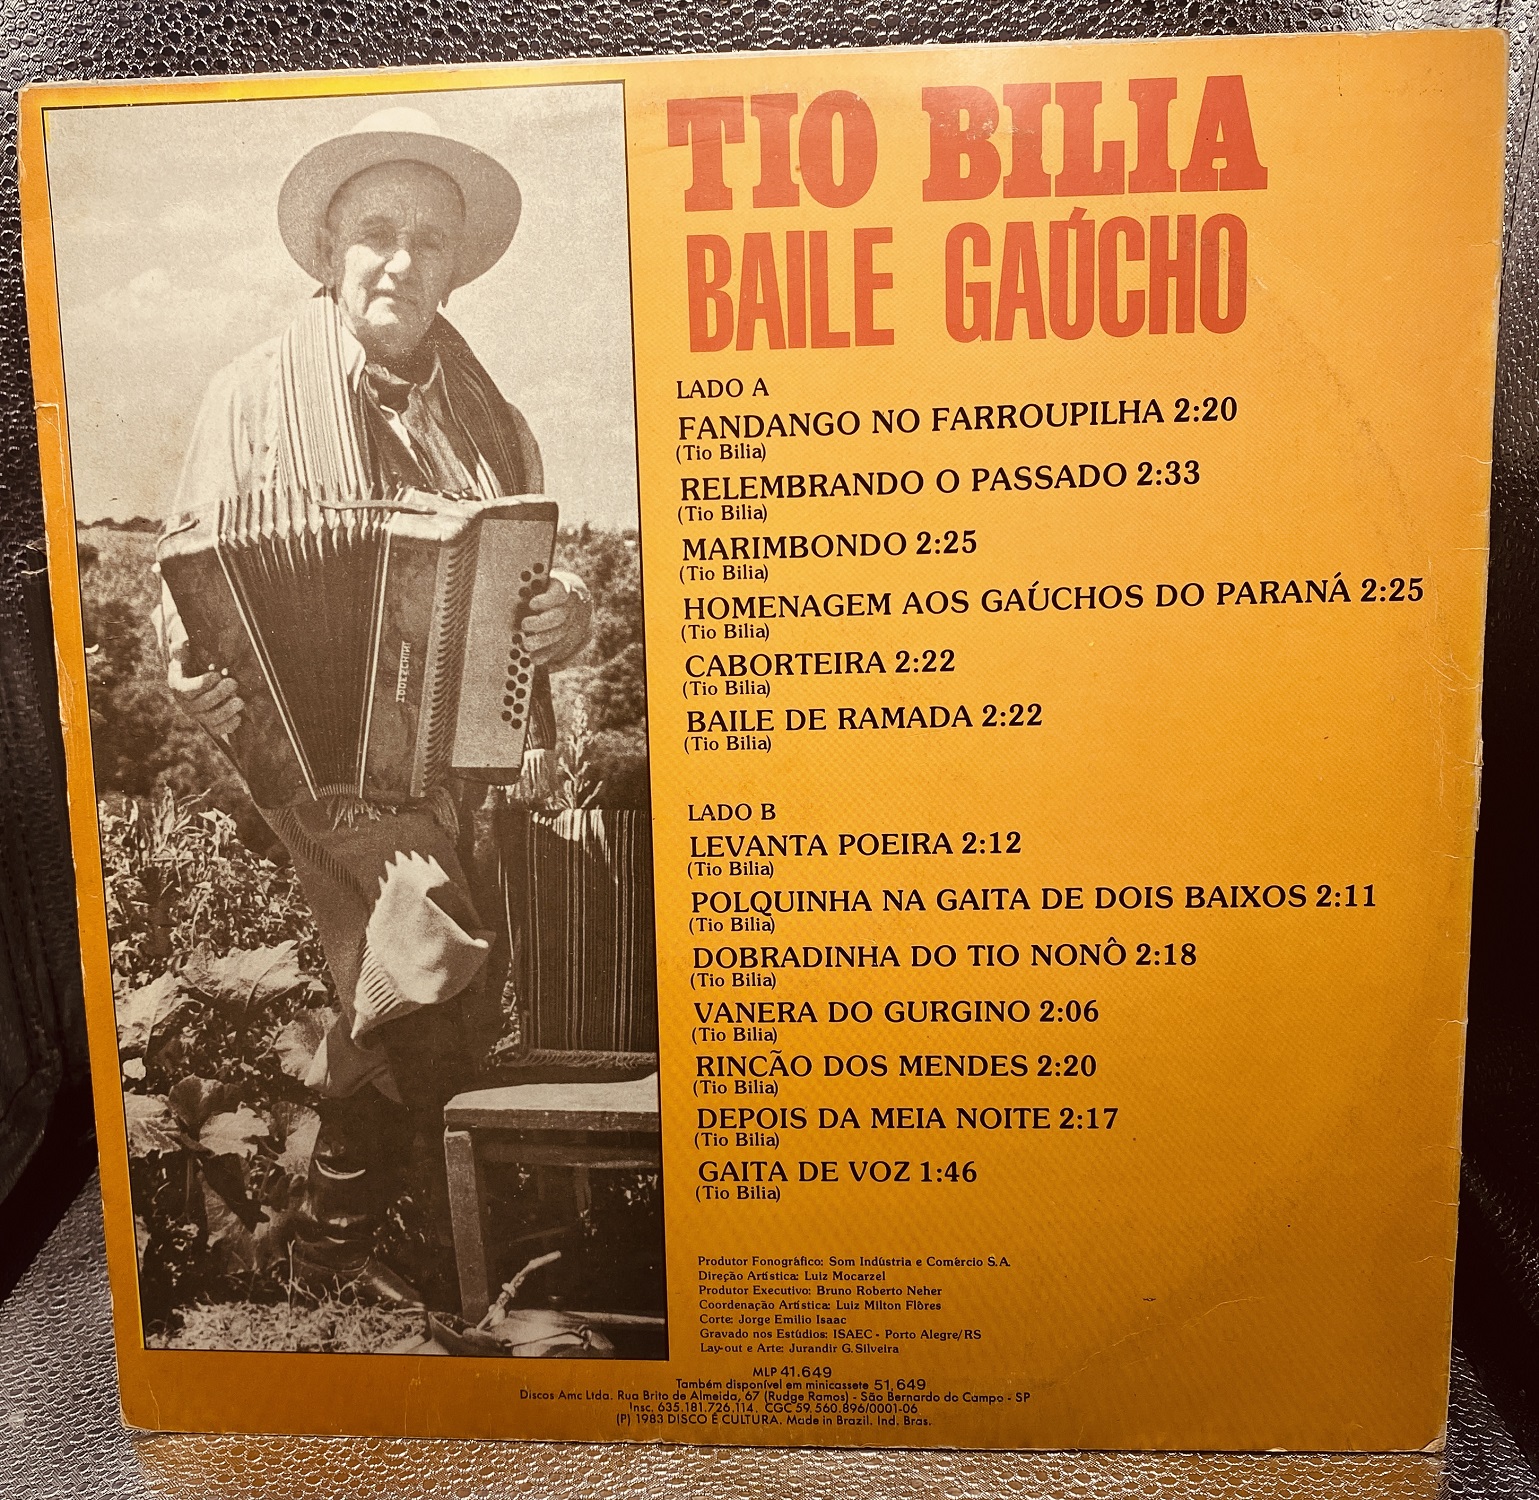 TIO BILIA
BAILE GAÚCHO
LADO A
FANDANGO NO FARROUPILHA 2:20
(Tio Bilia)
RELEMBRANDO O PASSADO 2:33
(Tio Bilia)
MARIMBONDO 2:25
(Tio Bilia)
HOMENAGEM AOS GAÚCHOS DO PARANÁ 2:25
(Tio Bilia)
CABORTEIRA 2:22
(Tio Bilia)
BAILE DE RAMADA 2:22
(Tio Bilia)
LADO B
LEVANTA POEIRA 2:12
(Tio Bilia)
POLQUINHA NA GAITA DE DOIS BAIXOS 2:11
(Tio Bilia)
DOBRADINHA DO TIO NONÔ 2:18
(Tio Bilia)
VANERA DO GURGINO 2:06
(Tio Bilia)
RINCÃO DOS MENDES 2:20
(Tio Bilia)
DEPOIS DA MEIA NOITE 2:17
(Tio Bilia)
GAITA DE VOZ 1:46
(Tio Bilia)
Produtor Fonográfico: Som Indústria e Comércio S.A.
Direção Artística: Luiz Mocarzel
Produtor Executivo: Bruno Roberto Neher
Coordenação Artística: Luiz Milton Flôres
Corte: Jorge Emilio Isaac
Gravado nos Estúdios: ISAEC - Porto Alegre/RS
Lay-out e Arte: Jurandir G. Silveira
MLP 41.649
Também disponível em minicassete 51.649
Discos Amc Ltda. Rua Brito de Almeida, 67 (Rudge Ramos) - São Bernardo do Campo - SP
Insc. 635.181.726.114. CGC 59.560.896/0001-06
(P) 1983 DISCO É CULTURA. Made in Brazil. Ind. Bras.